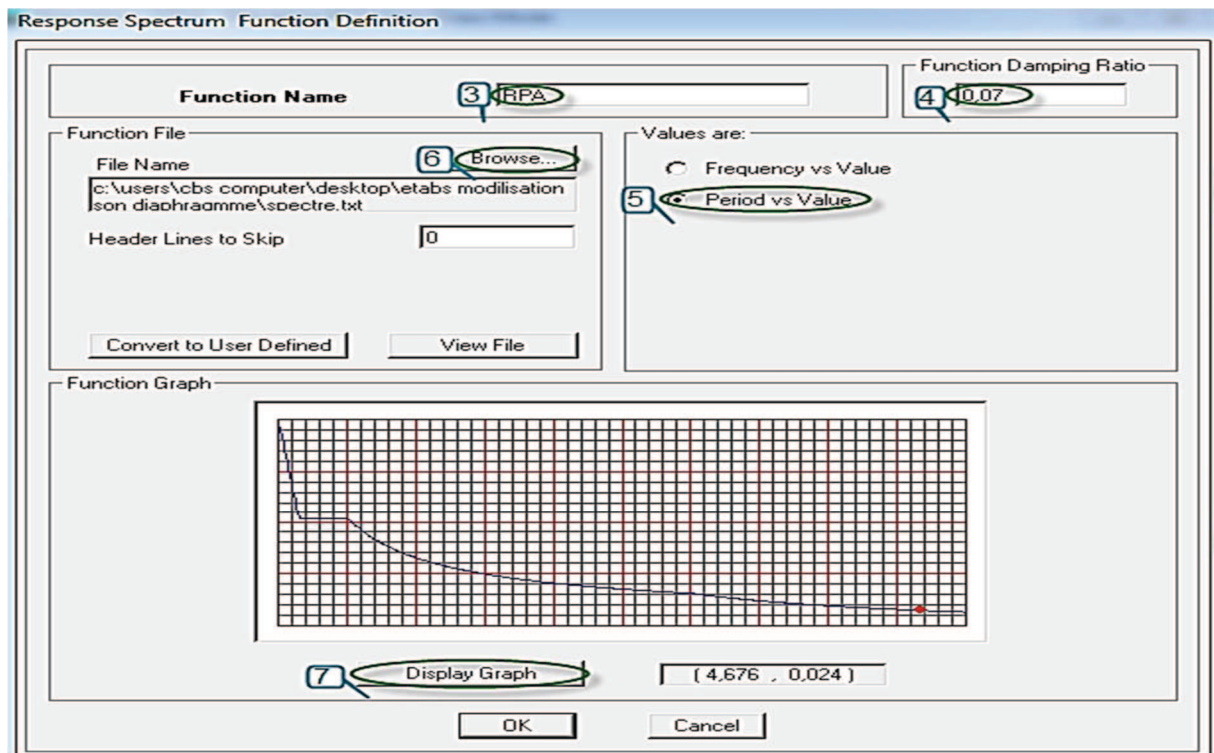 Response Spectrum Function Definition
Function Name
3
RPA
Function Damping Ratio
4
0,07
Function File
File Name
6
Browse...
c:\users\cbs computer\desktop\etabs modilisation
son diaphragmme\spectre.txt
Header Lines to Skip
0
Convert to User Defined
View File
Values are:
Frequency vs Value
5
Period vs Value
Function Graph
7
Display Graph
( 4,676 , 0,024 )
OK
Cancel